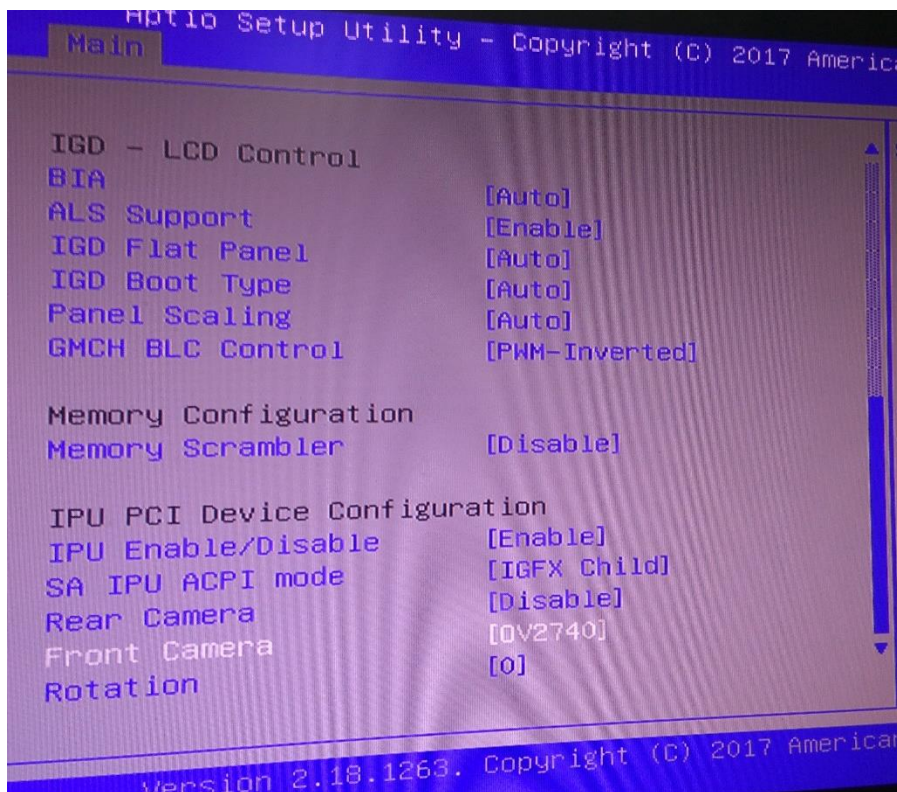 Aptio Setup Utility - Copyright (C) 2017 America
Main
IGD - LCD Control
BIA [Auto]
ALS Support [Enable]
IGD Flat Panel [Auto]
IGD Boot Type [Auto]
Panel Scaling [Auto]
GMCH BLC Control [PWM-Inverted]
Memory Configuration
Memory Scrambler [Disable]
IPU PCI Device Configuration
IPU Enable/Disable [Enable]
SA IPU ACPI mode [IGFX Child]
Rear Camera [Disable]
Front Camera [OV2740]
Rotation [0]
Version 2.18.1263. Copyright (C) 2017 American